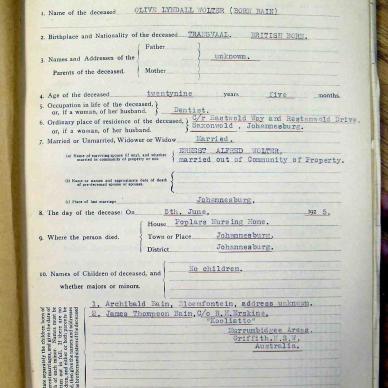 1. Name of the deceased OLIVE LYNDALL WOLTER (BORN BAIN)
2. Birthplace and Nationality of the deceased TRANSVAAL. BRITISH BORN.
3. Names and Addresses of the Parents of the deceased.
Father
unknown.
Mother
4. Age of the deceased twentynine years five months.
5. Occupation in life of the deceased, or, if a woman, of her husband. Dentist.
6. Ordinary place of residence of the deceased, or, if a woman, of her husband. C/r Eastwold Way and Restanwold Drive. Saxonwold, Johannesburg.
7. Married or Unmarried, Widower or Widow Married.
(a) Name of surviving spouse (if any), and whether married in community of property or not
ERNEST ALFRED WOLTER.
married out of Community of Property.
(b) Name or names and approximate date of death of pre-deceased spouse or spouses.
(c) Place of last marriage Johannesburg.
8. The day of the decease: On 5th. June. 192 5.
9. Where the person died.
House Poplars Nursing Home.
Town or Place Johannesburg.
District Johannesburg.
10. Names of Children of deceased, and whether majors or minors.
No children.
1. Archibald Bain, Bloemfontein, address unknown.
2. James Thompson Bain, C/o R.M. Erskine,
"Koolietto"
Murrumbidgee Areas.
Griffith. N.S.W.
Australia.